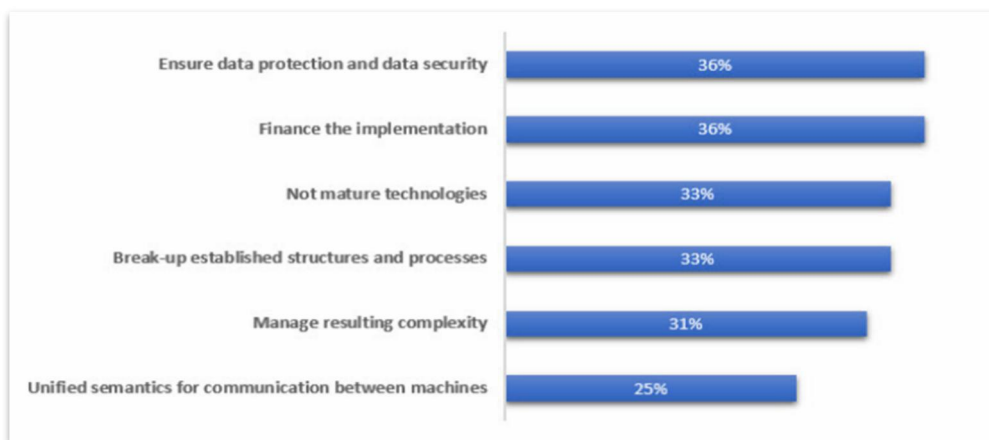 Ensure data protection and data security 36%
Finance the implementation 36%
Not mature technologies 33%
Break-up established structures and processes 33%
Manage resulting complexity 31%
Unified semantics for communication between machines 25%